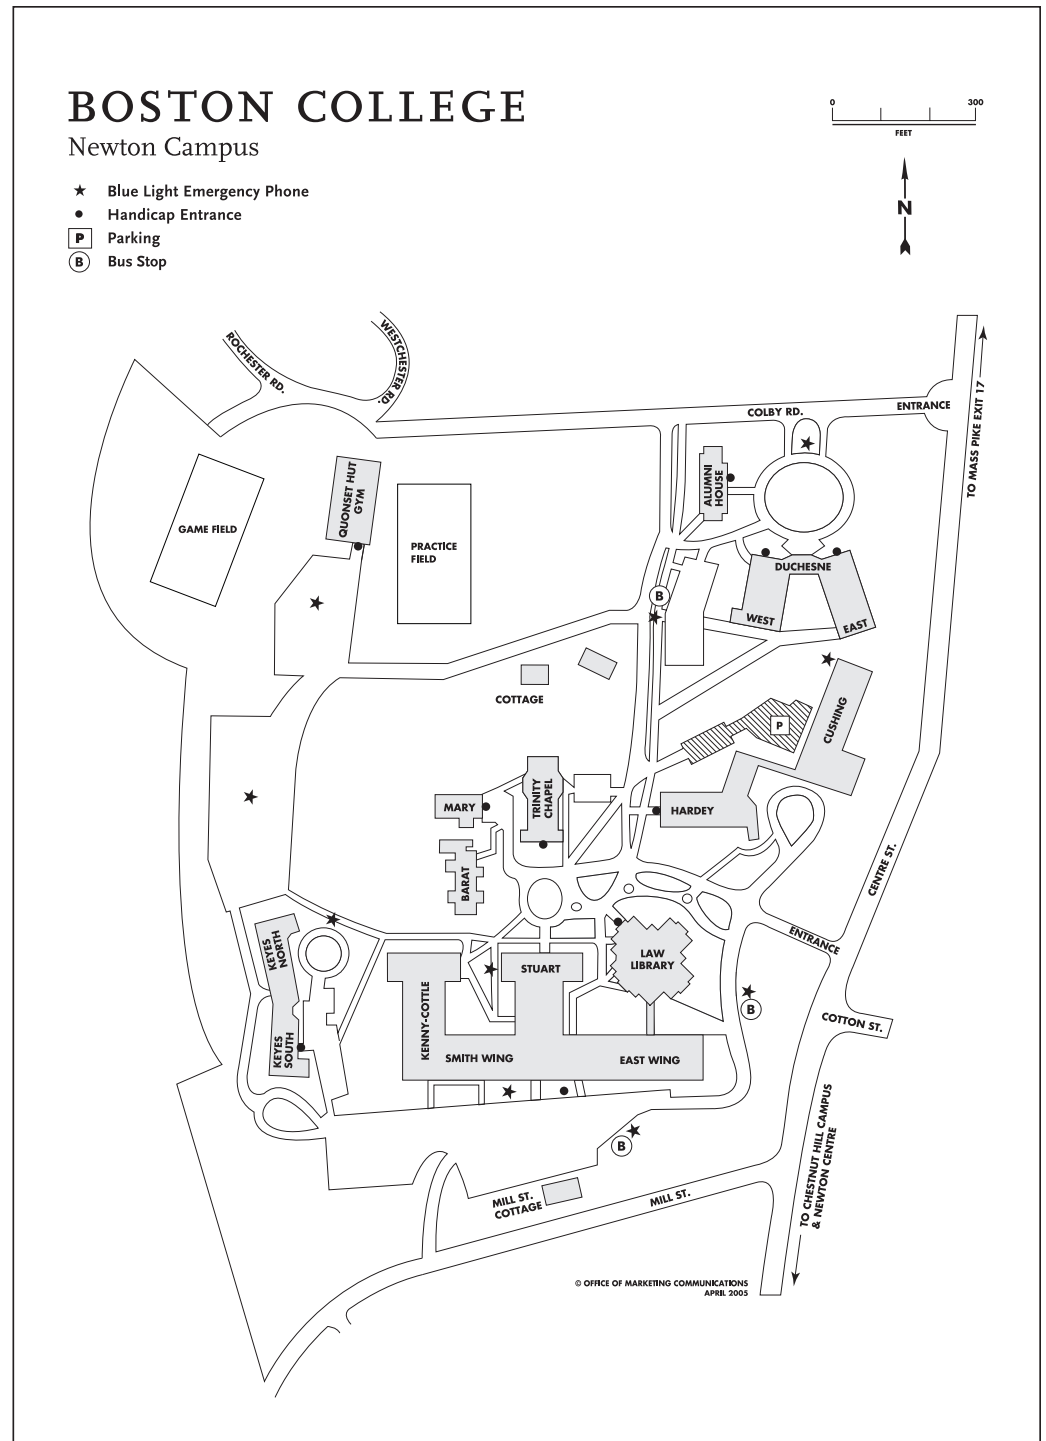 BOSTON COLLEGE
Newton Campus
★ Blue Light Emergency Phone
● Handicap Entrance
P Parking
B Bus Stop
0 300
FEET
N
ROCHESTER RD.
WESTCHESTER RD.
COLBY RD.
ENTRANCE
TO MASS PIKE EXIT 17
ALUMNI
HOUSE
QUONSET HUT
GYM
GAME FIELD
PRACTICE
FIELD
DUCHESNE
B
WEST
EAST
COTTAGE
CUSHING
P
MARY
TRINITY
CHAPEL
HARDEY
BARAT
CENTRE ST.
KEYES
NORTH
ENTRANCE
LAW
LIBRARY
STUART
B
KENNY-COTTLE
COTTON ST.
KEYES
SOUTH
SMITH WING
EAST WING
B
TO CHESTNUT HILL CAMPUS
& NEWTON CENTRE
MILL ST.
COTTAGE
MILL ST.
© OFFICE OF MARKETING COMMUNICATIONS
APRIL 2005